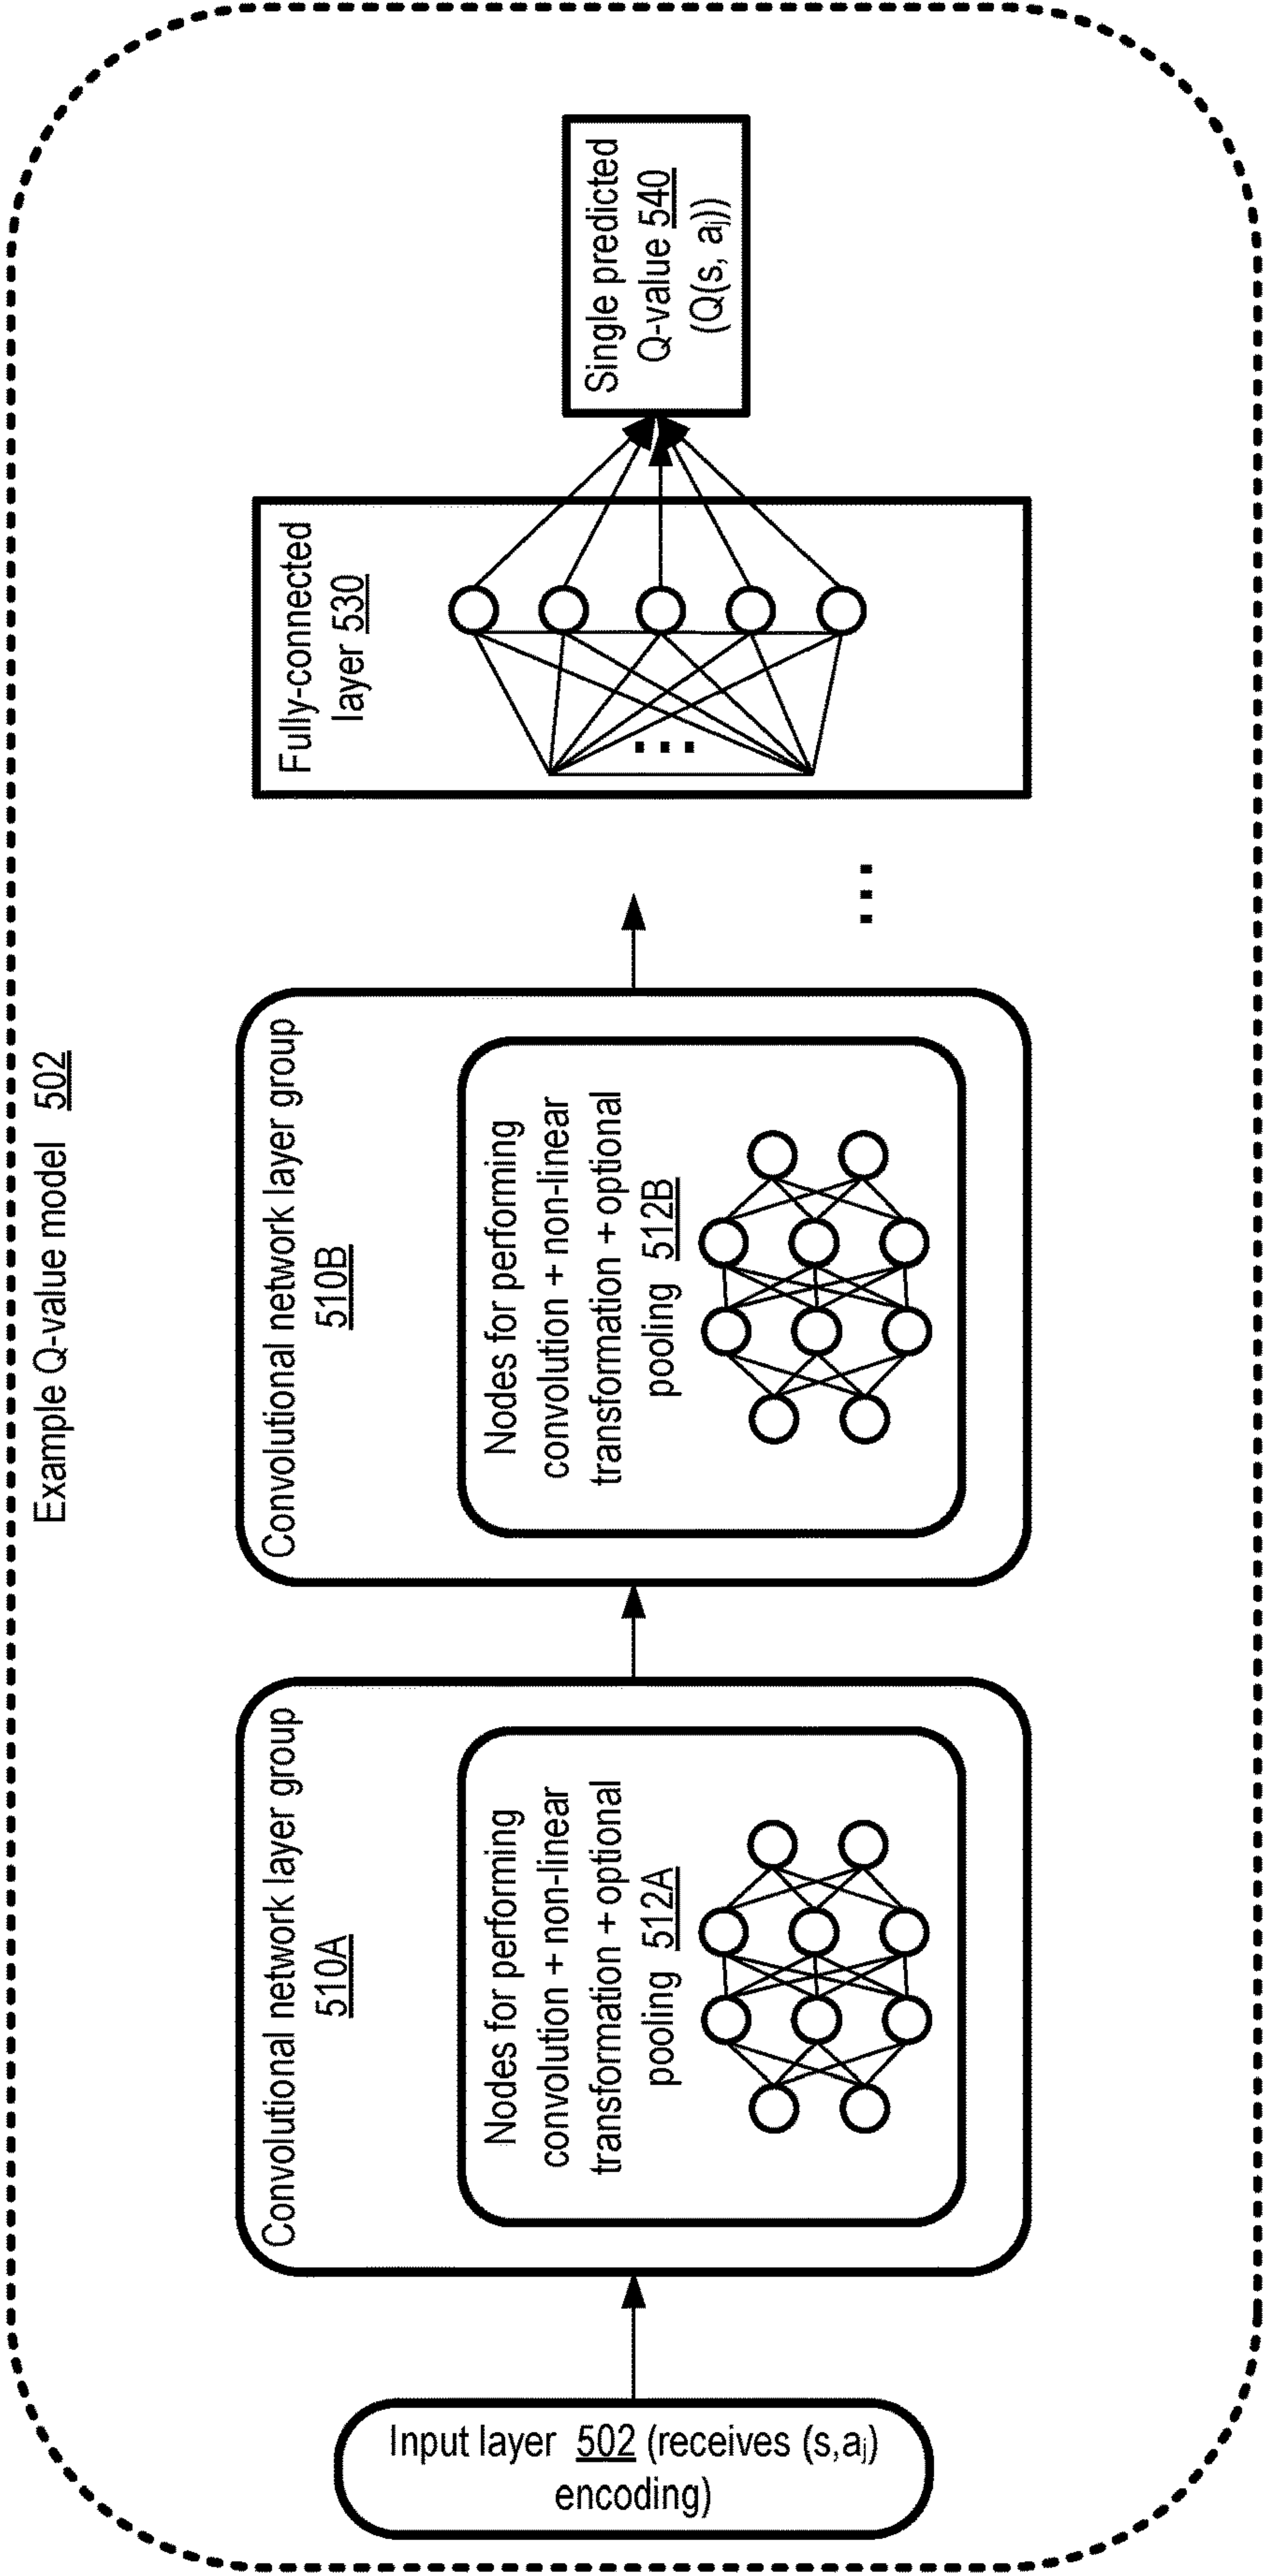 Example Q-value model 502
Input layer 502 (receives (s,aj)
encoding)
Convolutional network layer group
510A
Nodes for performing
convolution + non-linear
transformation + optional
pooling 512A
Convolutional network layer group
510B
Nodes for performing
convolution + non-linear
transformation + optional
pooling 512B
...
Fully-connected
layer 530
...
Single predicted
Q-value 540
(Q(s, aj))